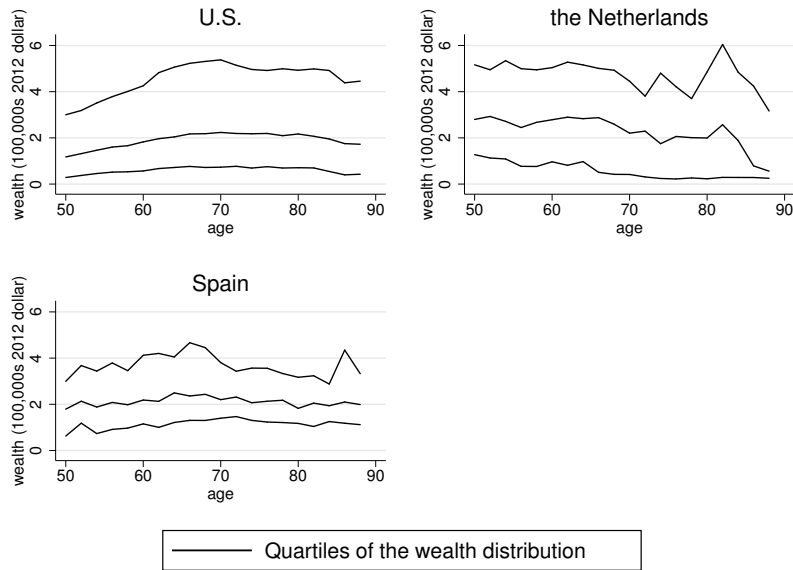 U.S.
wealth (100,000s 2012 dollar)
6
4
2
0
50 60 70 80 90
age
the Netherlands
wealth (100,000s 2012 dollar)
6
4
2
0
50 60 70 80 90
age
Spain
wealth (100,000s 2012 dollar)
6
4
2
0
50 60 70 80 90
age
Quartiles of the wealth distribution